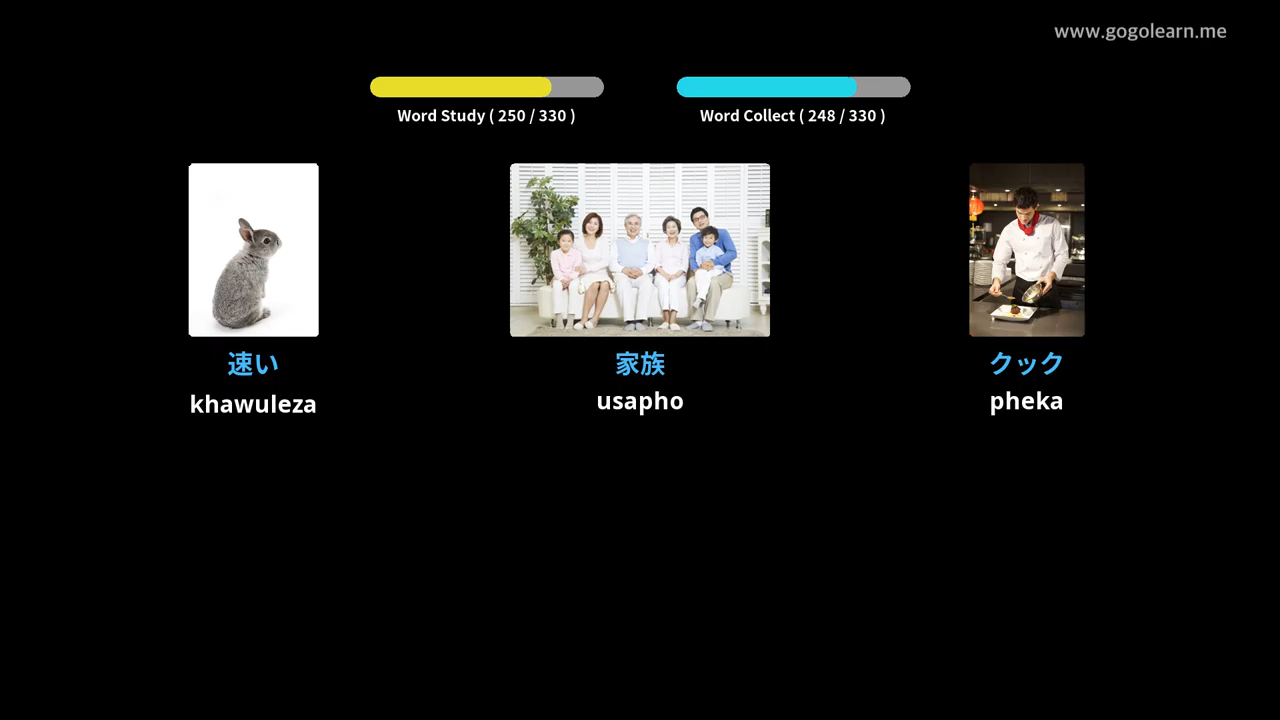 www.gogolearn.me
Word Study ( 250 / 330 )
Word Collect ( 248 / 330 )
速い
家族
クック
khawuleza
usapho
pheka